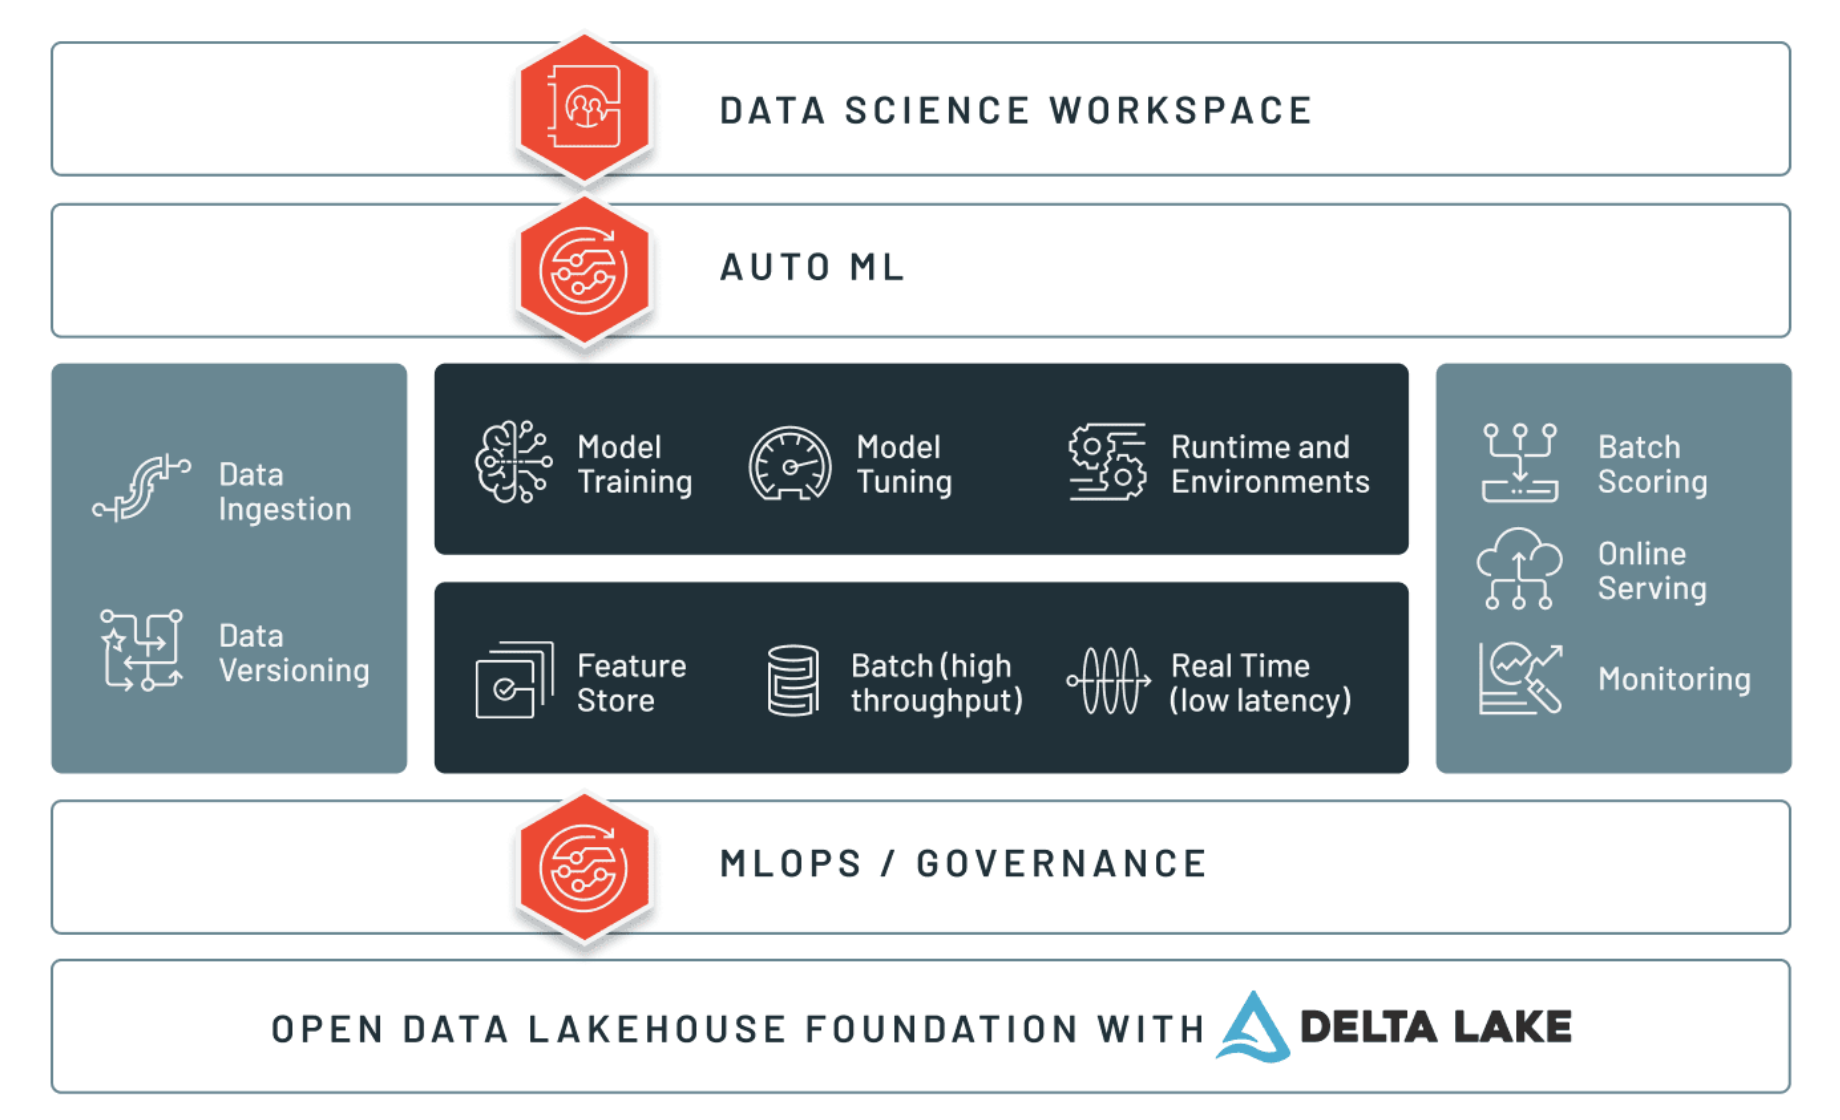 DATA SCIENCE WORKSPACE
AUTO ML
Data
Ingestion
Data
Versioning
Model
Training
Model
Tuning
Runtime and
Environments
Feature
Store
Batch (high
throughput)
Real Time
(low latency)
Batch
Scoring
Online
Serving
Monitoring
MLOPS / GOVERNANCE
OPEN DATA LAKEHOUSE FOUNDATION WITH DELTA LAKE